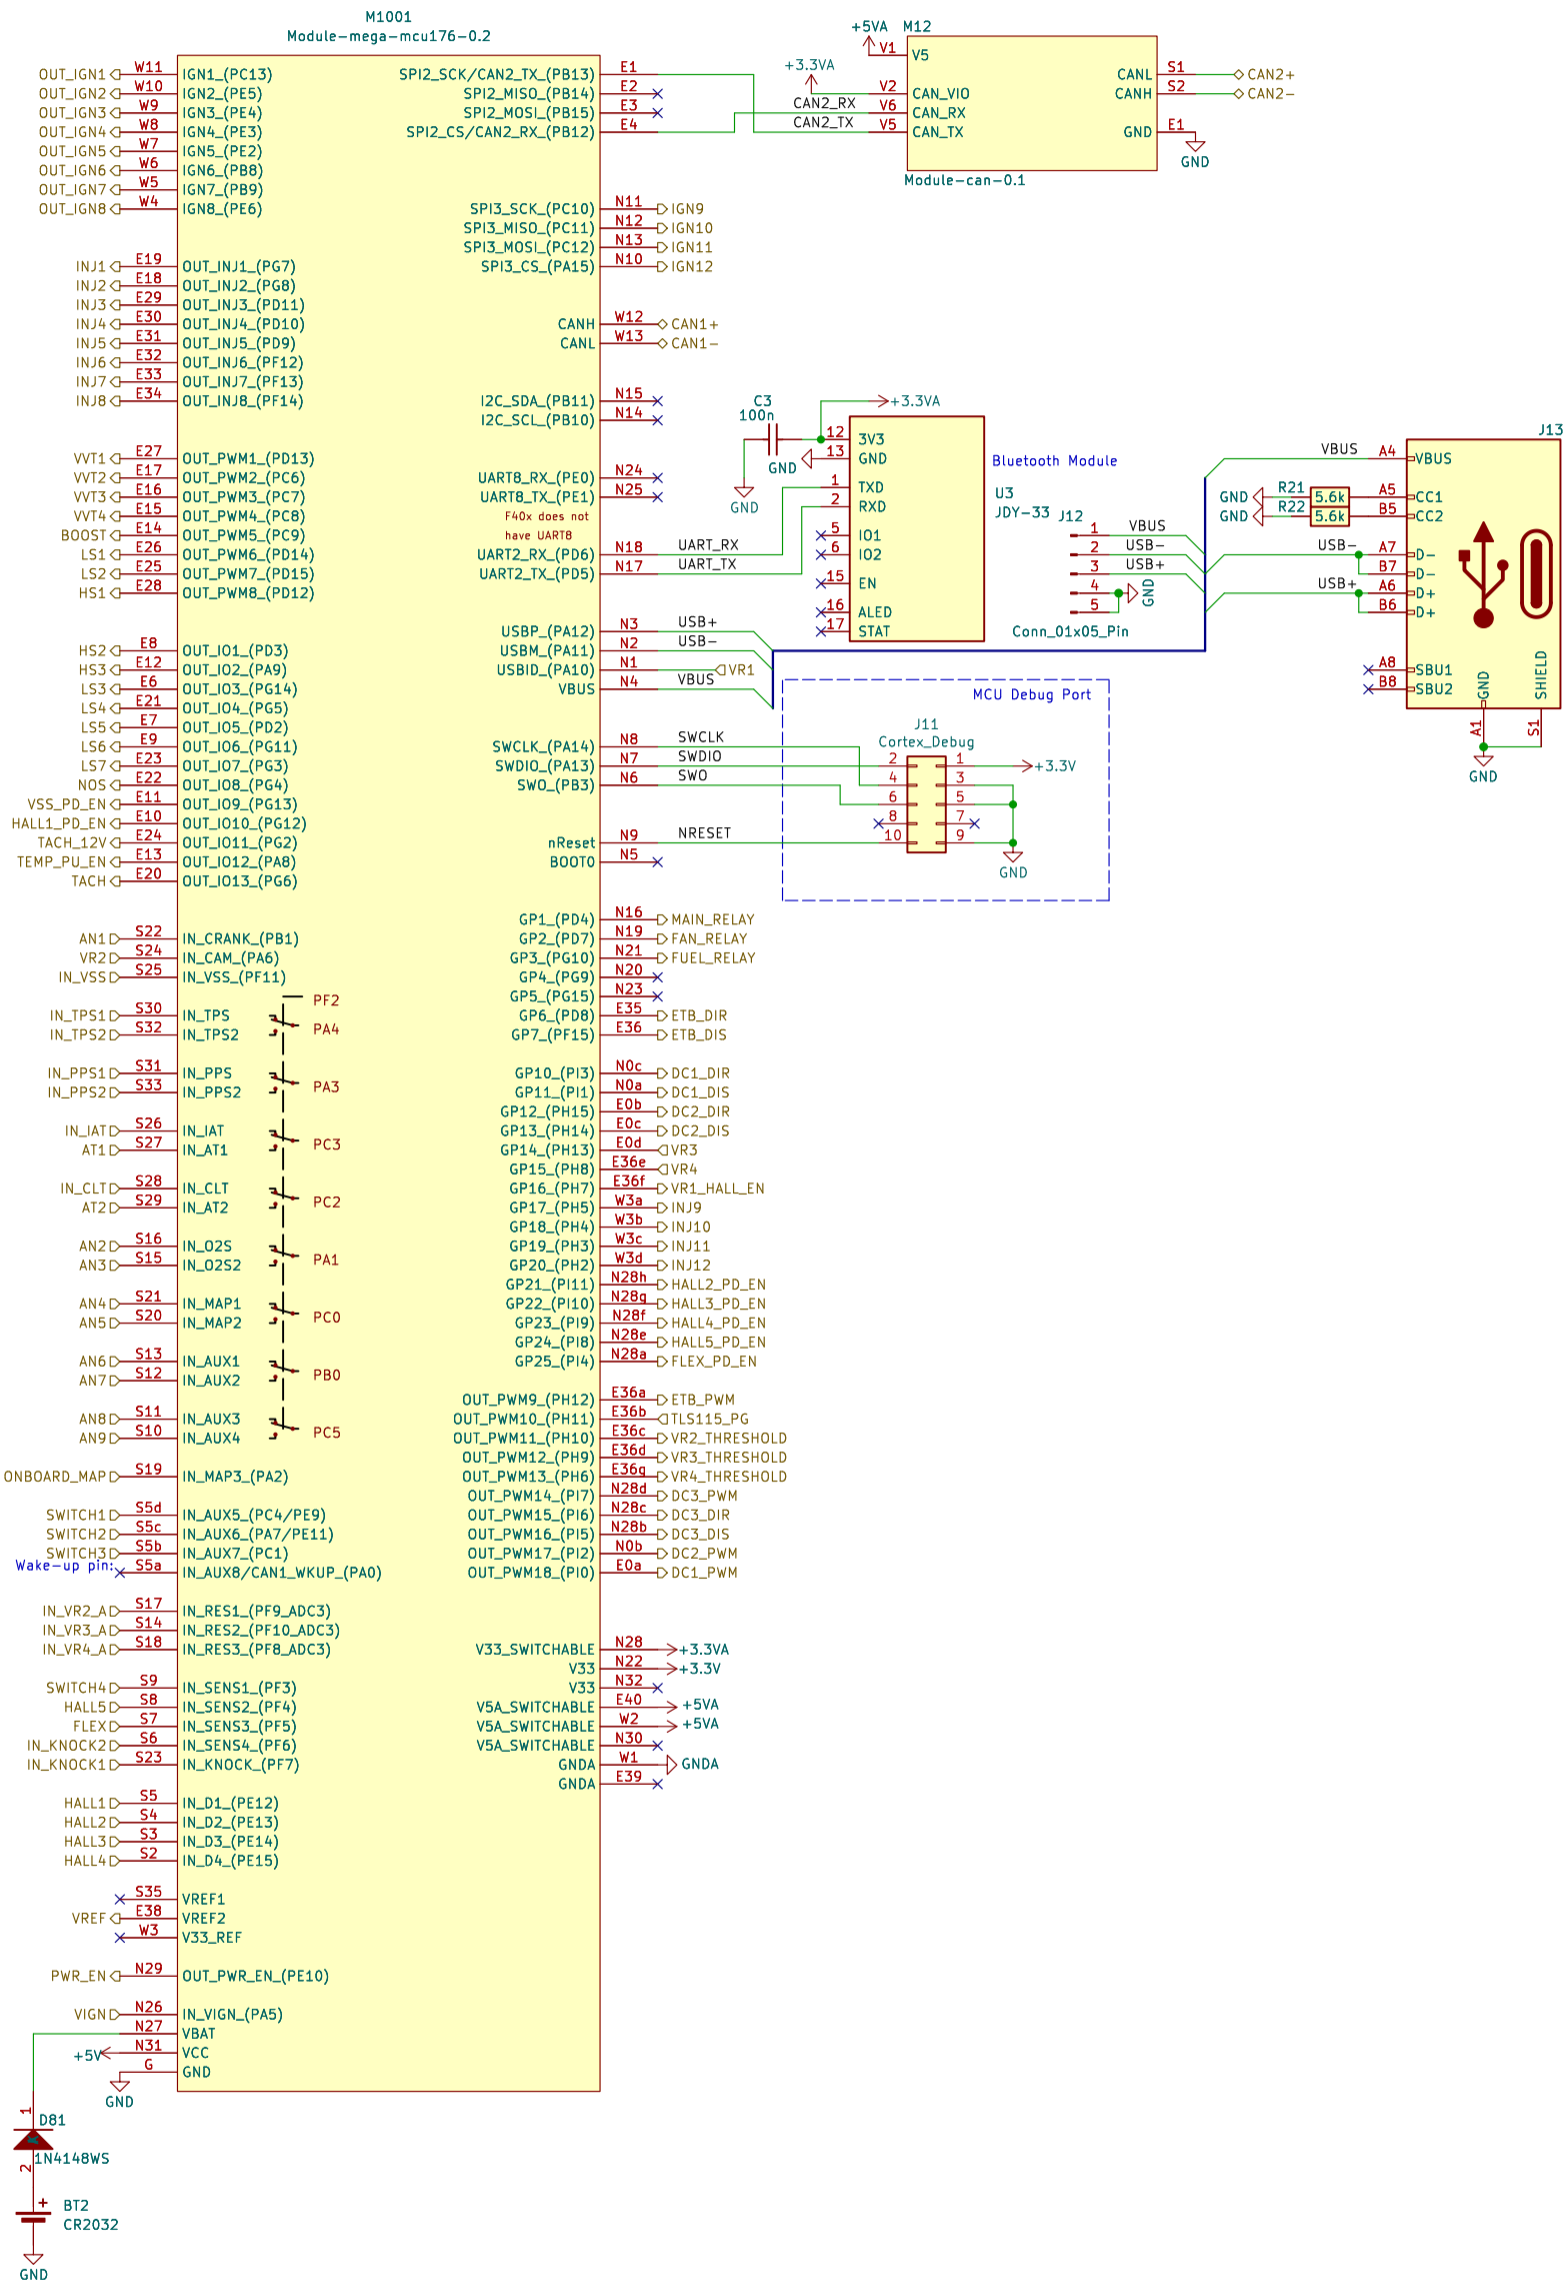 M1001
Module-mega-mcu176-0.2
OUT_IGN1 W11 IGN1_(PC13)
OUT_IGN2 W10 IGN2_(PE5)
OUT_IGN3 W9 IGN3_(PE4)
OUT_IGN4 W8 IGN4_(PE3)
OUT_IGN5 W7 IGN5_(PE2)
OUT_IGN6 W6 IGN6_(PB8)
OUT_IGN7 W5 IGN7_(PB9)
OUT_IGN8 W4 IGN8_(PE6)
INJ1 E19 OUT_INJ1_(PG7)
INJ2 E18 OUT_INJ2_(PG8)
INJ3 E29 OUT_INJ3_(PD11)
INJ4 E30 OUT_INJ4_(PD10)
INJ5 E31 OUT_INJ5_(PD9)
INJ6 E32 OUT_INJ6_(PF12)
INJ7 E33 OUT_INJ7_(PF13)
INJ8 E34 OUT_INJ8_(PF14)
VVT1 E27 OUT_PWM1_(PD13)
VVT2 E17 OUT_PWM2_(PC6)
VVT3 E16 OUT_PWM3_(PC7)
VVT4 E15 OUT_PWM4_(PC8)
BOOST E14 OUT_PWM5_(PC9)
LS1 E26 OUT_PWM6_(PD14)
LS2 E25 OUT_PWM7_(PD15)
HS1 E28 OUT_PWM8_(PD12)
HS2 E8 OUT_IO1_(PD3)
HS3 E12 OUT_IO2_(PA9)
LS3 E6 OUT_IO3_(PG14)
LS4 E21 OUT_IO4_(PG5)
LS5 E7 OUT_IO5_(PD2)
LS6 E9 OUT_IO6_(PG11)
LS7 E23 OUT_IO7_(PG3)
NOS E22 OUT_IO8_(PG4)
VSS_PD_EN E11 OUT_IO9_(PG13)
HALL1_PD_EN E10 OUT_IO10_(PG12)
TACH_12V E24 OUT_IO11_(PG2)
TEMP_PU_EN E13 OUT_IO12_(PA8)
TACH E20 OUT_IO13_(PG6)
AN1 S22 IN_CRANK_(PB1)
VR2 S24 IN_CAM_(PA6)
IN_VSS S25 IN_VSS_(PF11)
PF2
IN_TPS1 S30 IN_TPS
PA4
IN_TPS2 S32 IN_TPS2
IN_PPS1 S31 IN_PPS
PA3
IN_PPS2 S33 IN_PPS2
IN_IAT S26 IN_IAT
PC3
AT1 S27 IN_AT1
IN_CLT S28 IN_CLT
PC2
AT2 S29 IN_AT2
AN2 S16 IN_O2S
PA1
AN3 S15 IN_O2S2
AN4 S21 IN_MAP1
PC0
AN5 S20 IN_MAP2
AN6 S13 IN_AUX1
PB0
AN7 S12 IN_AUX2
AN8 S11 IN_AUX3
PC5
AN9 S10 IN_AUX4
ONBOARD_MAP S19 IN_MAP3_(PA2)
SWITCH1 S5d IN_AUX5_(PC4/PE9)
SWITCH2 S5c IN_AUX6_(PA7/PE11)
SWITCH3 S5b IN_AUX7_(PC1)
Wake-up pin:
S5a IN_AUX8/CAN1_WKUP_(PA0)
IN_VR2_A S17 IN_RES1_(PF9_ADC3)
IN_VR3_A S14 IN_RES2_(PF10_ADC3)
IN_VR4_A S18 IN_RES3_(PF8_ADC3)
SWITCH4 S9 IN_SENS1_(PF3)
HALL5 S8 IN_SENS2_(PF4)
FLEX S7 IN_SENS3_(PF5)
IN_KNOCK2 S6 IN_SENS4_(PF6)
IN_KNOCK1 S23 IN_KNOCK_(PF7)
HALL1 S5 IN_D1_(PE12)
HALL2 S4 IN_D2_(PE13)
HALL3 S3 IN_D3_(PE14)
HALL4 S2 IN_D4_(PE15)
S35 VREF1
VREF E38 VREF2
W3 V33_REF
PWR_EN N29 OUT_PWR_EN_(PE10)
VIGN N26 IN_VIGN_(PA5)
N27 VBAT
+5V N31 VCC
G GND
GND
1
D81
K
1N4148WS
2
+
BT2
CR2032
GND
SPI2_SCK/CAN2_TX_(PB13) E1
SPI2_MISO_(PB14) E2
SPI2_MOSI_(PB15) E3
SPI2_CS/CAN2_RX_(PB12) E4
SPI3_SCK_(PC10) N11 IGN9
SPI3_MISO_(PC11) N12 IGN10
SPI3_MOSI_(PC12) N13 IGN11
SPI3_CS_(PA15) N10 IGN12
CANH W12 CAN1+
CANL W13 CAN1-
I2C_SDA_(PB11) N15
I2C_SCL_(PB10) N14
UART8_RX_(PE0) N24
UART8_TX_(PE1) N25
F40x does not
have UART8
UART2_RX_(PD6) N18 UART_RX
UART2_TX_(PD5) N17 UART_TX
USBP_(PA12) N3 USB+
USBM_(PA11) N2 USB-
USBID_(PA10) N1 VR1
VBUS N4 VBUS
SWCLK_(PA14) N8 SWCLK
SWDIO_(PA13) N7 SWDIO
SWO_(PB3) N6 SWO
nReset N9 NRESET
BOOT0 N5
GP1_(PD4) N16 MAIN_RELAY
GP2_(PD7) N19 FAN_RELAY
GP3_(PG10) N21 FUEL_RELAY
GP4_(PG9) N20
GP5_(PG15) N23
GP6_(PD8) E35 ETB_DIR
GP7_(PF15) E36 ETB_DIS
GP10_(PI3) N0c DC1_DIR
GP11_(PI1) N0a DC1_DIS
GP12_(PH15) E0b DC2_DIR
GP13_(PH14) E0c DC2_DIS
GP14_(PH13) E0d VR3
GP15_(PH8) E36e VR4
GP16_(PH7) E36f VR1_HALL_EN
GP17_(PH5) W3a INJ9
GP18_(PH4) W3b INJ10
GP19_(PH3) W3c INJ11
GP20_(PH2) W3d INJ12
GP21_(PI11) N28h HALL2_PD_EN
GP22_(PI10) N28g HALL3_PD_EN
GP23_(PI9) N28f HALL4_PD_EN
GP24_(PI8) N28e HALL5_PD_EN
GP25_(PI4) N28a FLEX_PD_EN
OUT_PWM9_(PH12) E36a ETB_PWM
OUT_PWM10_(PH11) E36b TLS115_PG
OUT_PWM11_(PH10) E36c VR2_THRESHOLD
OUT_PWM12_(PH9) E36d VR3_THRESHOLD
OUT_PWM13_(PH6) E36g VR4_THRESHOLD
OUT_PWM14_(PI7) N28d DC3_PWM
OUT_PWM15_(PI6) N28c DC3_DIR
OUT_PWM16_(PI5) N28b DC3_DIS
OUT_PWM17_(PI2) N0b DC2_PWM
OUT_PWM18_(PI0) E0a DC1_PWM
V33_SWITCHABLE N28 +3.3VA
V33 N22 +3.3V
V33 N32
V5A_SWITCHABLE E40 +5VA
V5A_SWITCHABLE W2 +5VA
V5A_SWITCHABLE N30
GNDA W1 GNDA
GNDA E39
+5VA M12
V1 V5
+3.3VA
V2 CAN_VIO
CAN2_RX V6 CAN_RX
CAN2_TX V5 CAN_TX
CANL S1 CAN2+
CANH S2 CAN2-
GND E1
GND
Module-can-0.1
C3
100n
GND
+3.3VA
12 3V3
GND 13 GND
1 TXD
2 RXD
5 IO1
6 IO2
15 EN
16 ALED
17 STAT
Bluetooth Module
U3
JDY-33
J12
1 VBUS
2 USB-
3 USB+
4 GND
5
Conn_01x05_Pin
J13
VBUS A4 VBUS
GND R21 5.6k A5 CC1
GND R22 5.6k B5 CC2
USB- A7 D-
B7 D-
USB+ A6 D+
B6 D+
A8 SBU1
B8 SBU2
GND SHIELD
A1 S1
GND
MCU Debug Port
J11
Cortex_Debug
2 1 +3.3V
4 3
6 5
8 7
10 9
GND